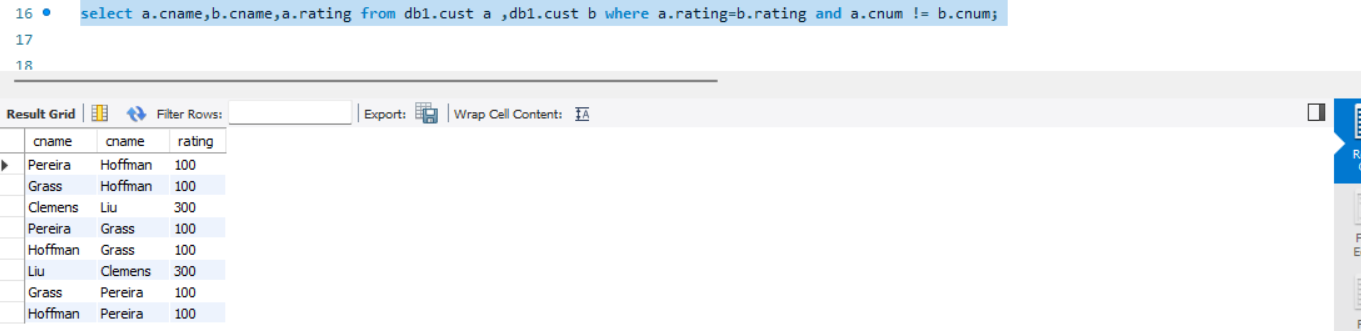 16 select a.cname,b.cname,a.rating from db1.cust a ,db1.cust b where a.rating=b.rating and a.cnum != b.cnum;
17
18
Result Grid Filter Rows: Export: Wrap Cell Content: IA
cname cname rating
Pereira Hoffman 100
Grass Hoffman 100
Clemens Liu 300
Pereira Grass 100
Hoffman Grass 100
Liu Clemens 300
Grass Pereira 100
Hoffman Pereira 100